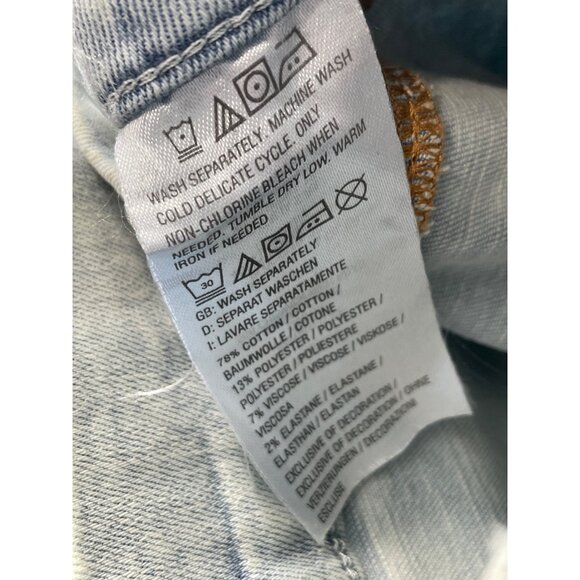 WASH SEPARATELY. MACHINE WASH
COLD DELICATE CYCLE. ONLY
NON-CHLORINE BLEACH WHEN
NEEDED. TUMBLE DRY LOW. WARM
IRON IF NEEDED
30
GB: WASH SEPARATELY
D: SEPARAT WASCHEN
I: LAVARE SEPARATAMENTE
78% COTTON / COTTON /
BAUMWOLLE / COTONE
13% POLYESTER / POLYESTER /
POLYESTER / POLIESTERE
7% VISCOSE / VISCOSE / VISKOSE /
VISCOSA
2% ELASTANE / ELASTANE /
ELASTHAN / ELASTAN
EXCLUSIVE OF DECORATION /
EXCLUSIVE OF DECORATION / OHNE
VERZIERUNGEN / DECORAZIONI
ESCLUSE